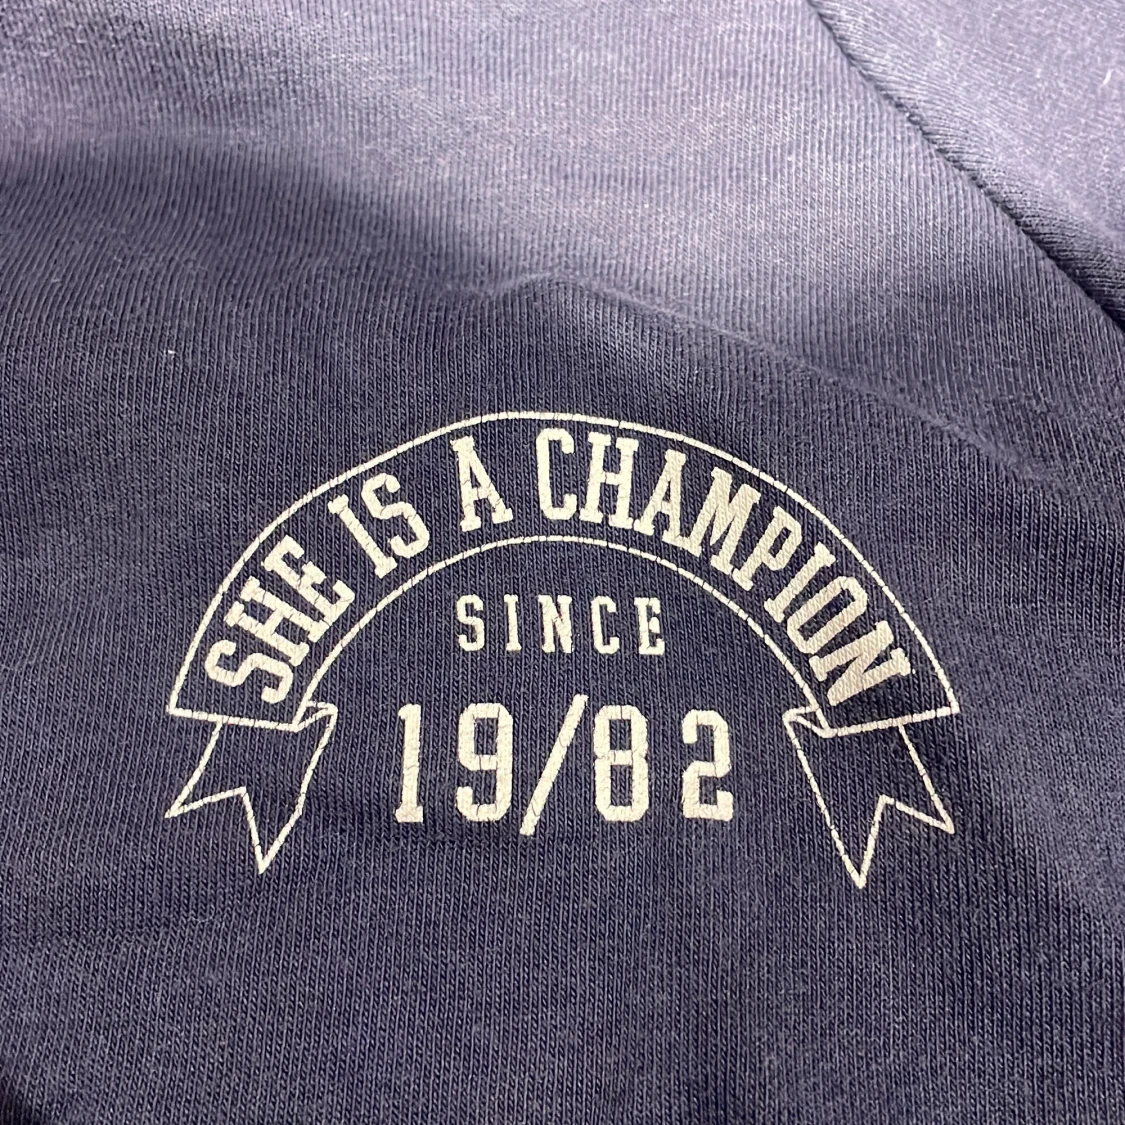 SHE IS A CHAMPION
SINCE
19/82